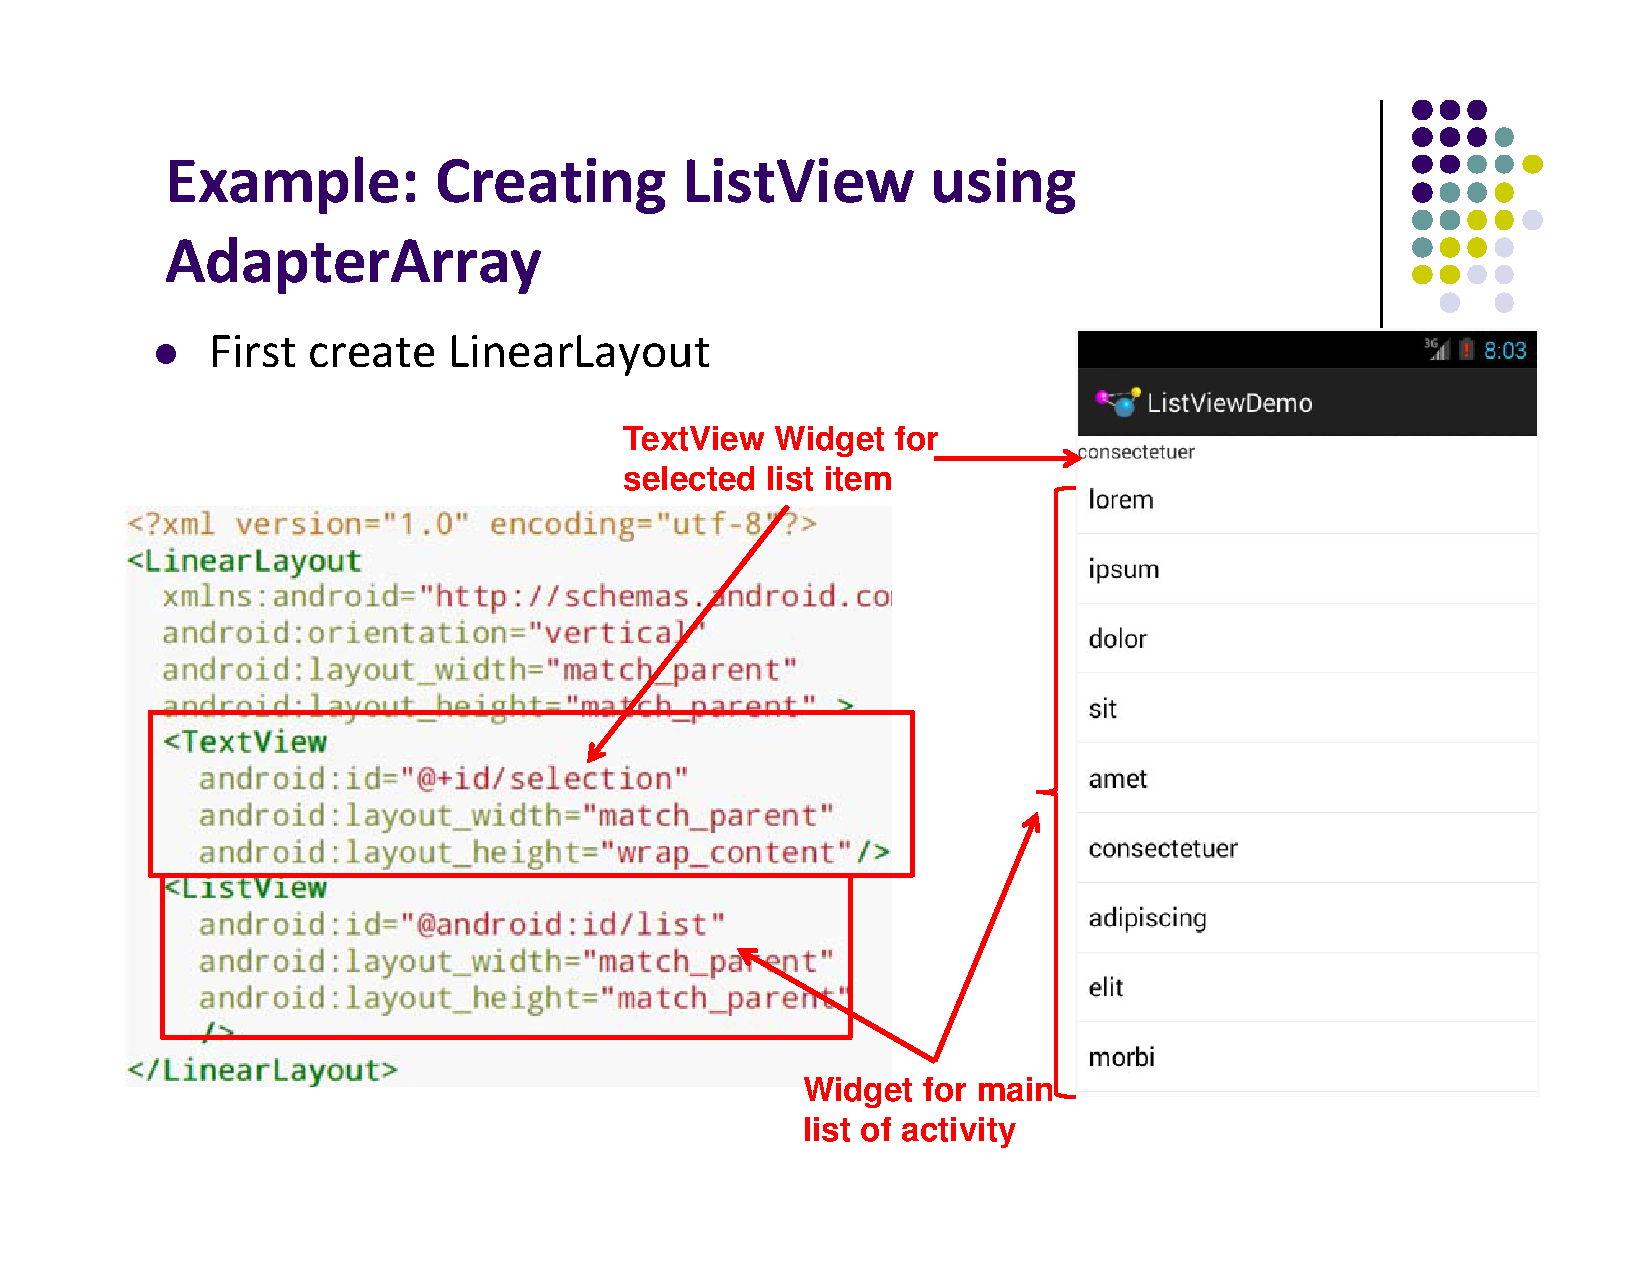 Example: Creating ListView using
AdapterArray
● First create LinearLayout
TextView Widget for
selected list item
<?xml version="1.0" encoding="utf-8"?>
<LinearLayout
xmlns:android="http://schemas.android.co
android:orientation="vertical"
android:layout_width="match_parent"
android:layout_height="match_parent" >
<TextView
android:id="@+id/selection"
android:layout_width="match_parent"
android:layout_height="wrap_content"/>
<ListView
android:id="@android:id/list"
android:layout_width="match_parent"
android:layout_height="match_parent"
/>
</LinearLayout>
Widget for main
list of activity
3G 8:03
ListViewDemo
consectetuer
lorem
ipsum
dolor
sit
amet
consectetuer
adipiscing
elit
morbi